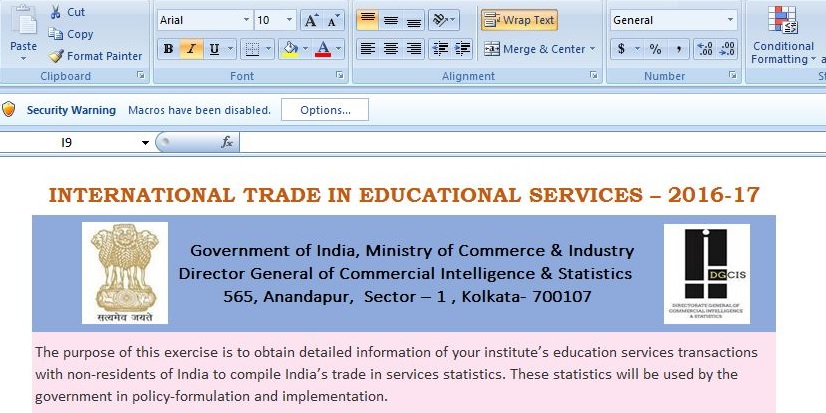 Cut
Copy
Paste
Format Painter
Clipboard
Arial
10
A A
B I U
A
Font
Wrap Text
Merge & Center
Alignment
General
$ % ,
.0 .00
.00 .0
Number
Conditional
Formatting
Security Warning Macros have been disabled. Options...
I9
fx
INTERNATIONAL TRADE IN EDUCATIONAL SERVICES – 2016-17
सत्यमेव जयते
Government of India, Ministry of Commerce & Industry
Director General of Commercial Intelligence & Statistics
565, Anandapur, Sector – 1 , Kolkata- 700107
DGCIS
DIRECTORATE GENERAL OF
COMMERCIAL INTELLIGENCE
& STATISTICS
The purpose of this exercise is to obtain detailed information of your institute’s education services transactions
with non-residents of India to compile India’s trade in services statistics. These statistics will be used by the
government in policy-formulation and implementation.